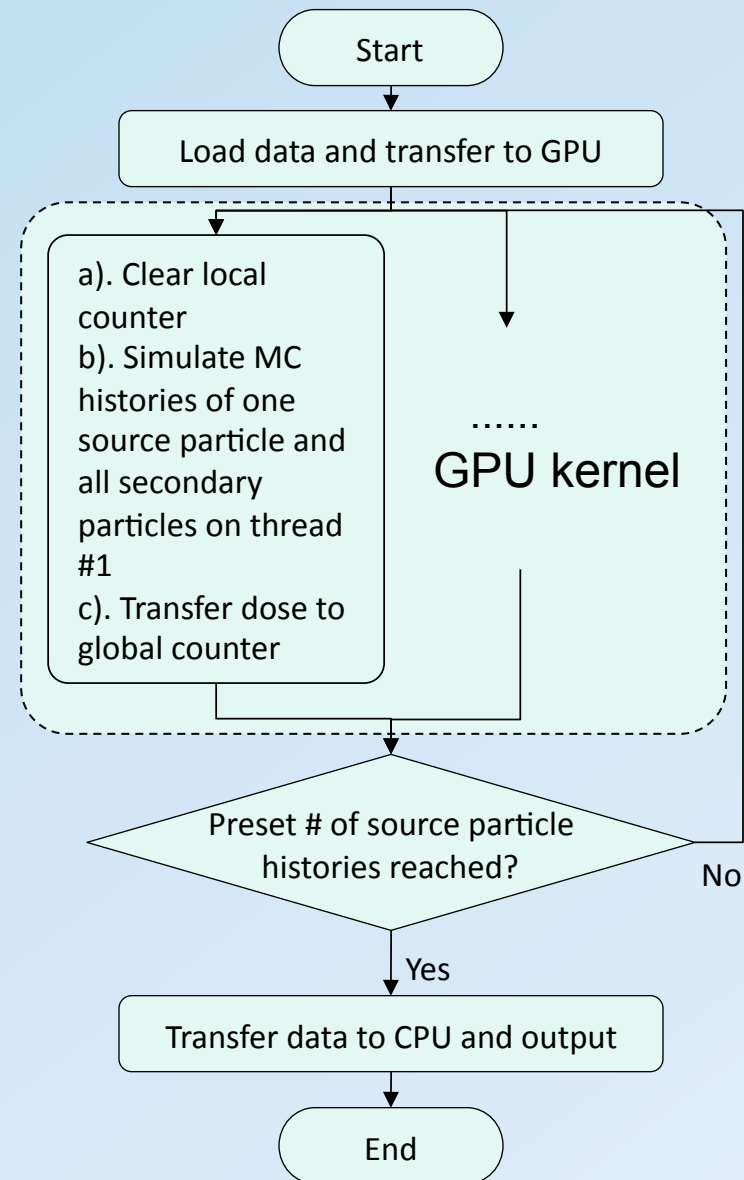 Start
Load data and transfer to GPU
a). Clear local
counter
b). Simulate MC
histories of one
source particle and
all secondary
particles on thread
#1
c). Transfer dose to
global counter
......
GPU kernel
Preset # of source particle
histories reached?
No
Yes
Transfer data to CPU and output
End